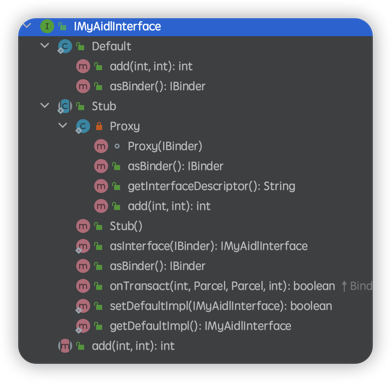 IMyAidlInterface
Default
add(int, int): int
asBinder(): IBinder
Stub
Proxy
Proxy(IBinder)
asBinder(): IBinder
getInterfaceDescriptor(): String
add(int, int): int
Stub()
asInterface(IBinder): IMyAidlInterface
asBinder(): IBinder
onTransact(int, Parcel, Parcel, int): boolean ↑Bind
setDefaultImpl(IMyAidlInterface): boolean
getDefaultImpl(): IMyAidlInterface
add(int, int): int